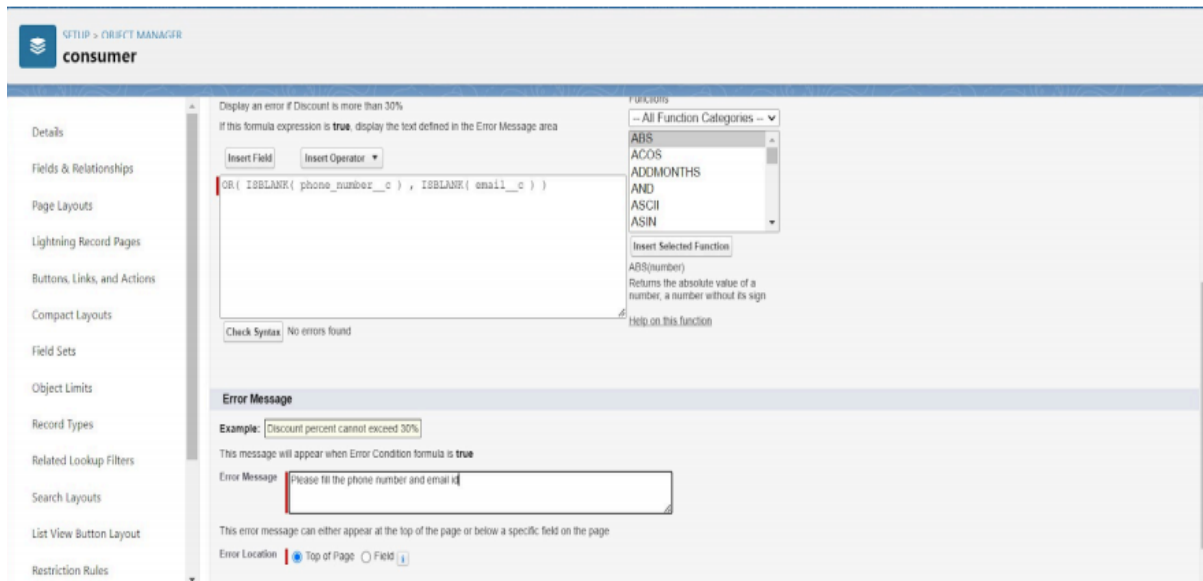 SETUP > OBJECT MANAGER
consumer
Details
Fields & Relationships
Page Layouts
Lightning Record Pages
Buttons, Links, and Actions
Compact Layouts
Field Sets
Object Limits
Record Types
Related Lookup Filters
Search Layouts
List View Button Layout
Restriction Rules
Display an error if Discount is more than 30%
If this formula expression is true, display the text defined in the Error Message area
Insert Field
Insert Operator
OR( ISBLANK( phone_number__c ) , ISBLANK( email__c ) )
Check Syntax No errors found
Functions
-- All Function Categories --
ABS
ACOS
ADDMONTHS
AND
ASCII
ASIN
Insert Selected Function
ABS(number)
Returns the absolute value of a
number, a number without its sign
Help on this function
Error Message
Example: Discount percent cannot exceed 30%
This message will appear when Error Condition formula is true
Error Message Please fill the phone number and email id
This error message can either appear at the top of the page or below a specific field on the page
Error Location Top of Page Field i